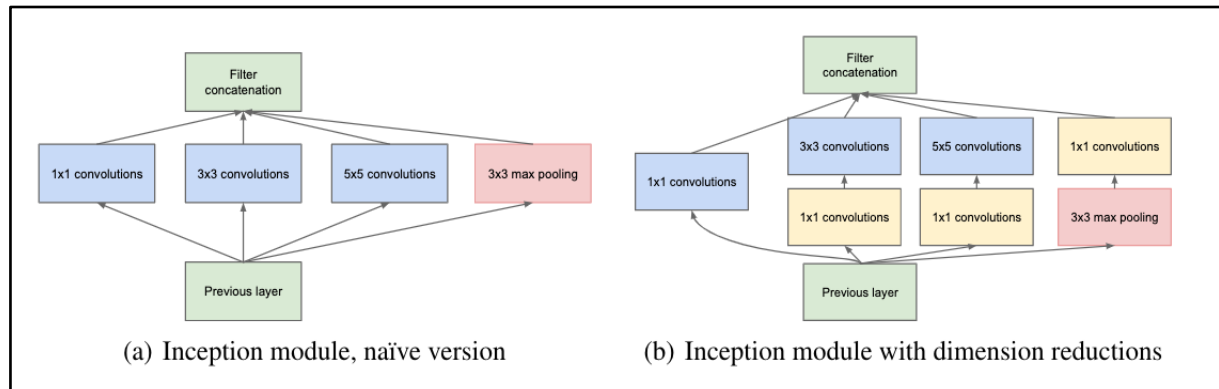 Filter
concatenation
1x1 convolutions
3x3 convolutions
5x5 convolutions
3x3 max pooling
Previous layer
(a) Inception module, naïve version
Filter
concatenation
3x3 convolutions
5x5 convolutions
1x1 convolutions
1x1 convolutions
1x1 convolutions
1x1 convolutions
3x3 max pooling
Previous layer
(b) Inception module with dimension reductions